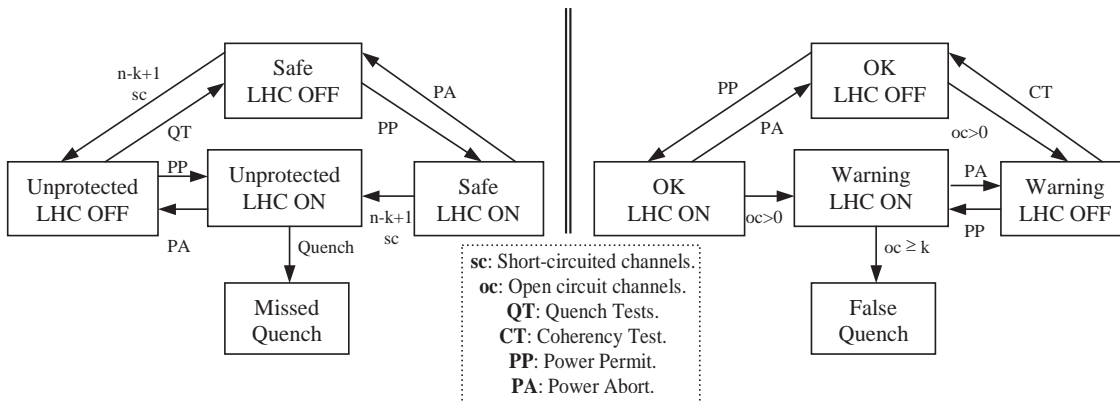 Safe
LHC OFF
n-k+1
sc
PA
QT
PP
Unprotected
LHC OFF
PP
Unprotected
LHC ON
Safe
LHC ON
PA
n-k+1
sc
Quench
Missed
Quench
OK
LHC OFF
PP
CT
PA
oc>0
OK
LHC ON
Warning
LHC ON
PA
Warning
LHC OFF
oc>0
PP
oc ≥ k
False
Quench
sc: Short-circuited channels.
oc: Open circuit channels.
QT: Quench Tests.
CT: Coherency Test.
PP: Power Permit.
PA: Power Abort.